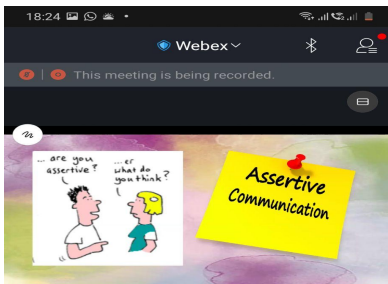 18:24
Webex
This meeting is being recorded.
... are you
assertive?
...er
what do
you think?
Assertive
Communication